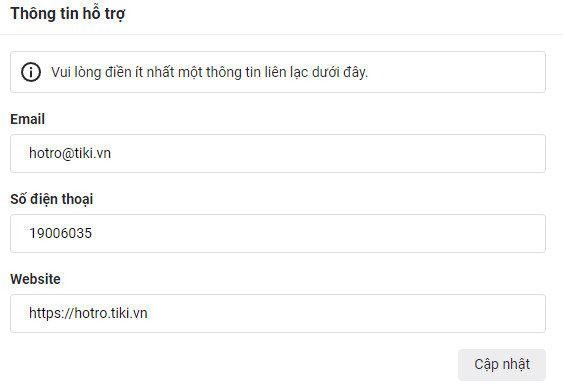 Thông tin hỗ trợ
Vui lòng điền ít nhất một thông tin liên lạc dưới đây.
Email
hotro@tiki.vn
Số điện thoại
19006035
Website
https://hotro.tiki.vn
Cập nhật